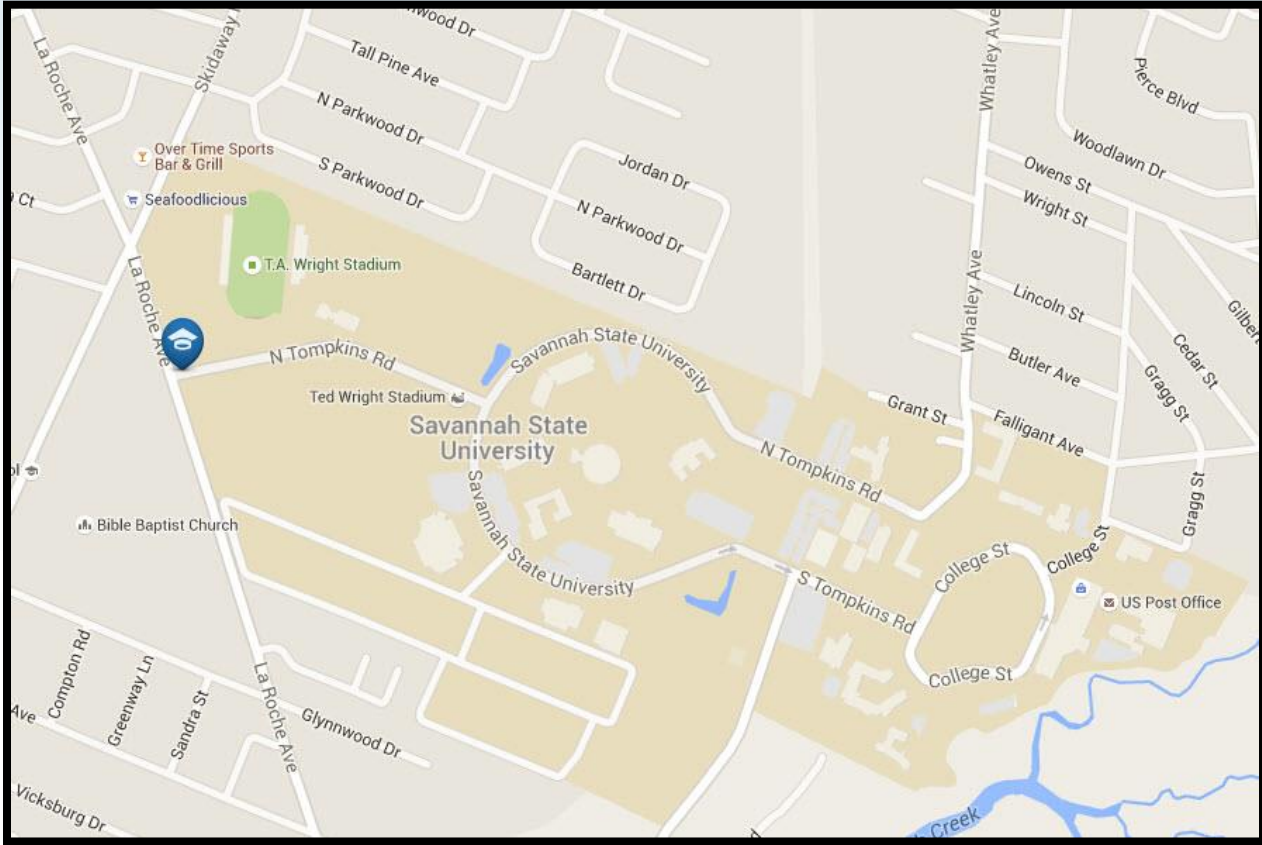 nwood Dr
La Roche Ave
Skidaway
Tall Pine Ave
Whatley Ave
Pierce Blvd
N Parkwood Dr
Woodlawn Dr
Over Time Sports
Bar & Grill
S Parkwood Dr
Jordan Dr
Owens St
Wright St
Ct
Seafoodlicious
N Parkwood Dr
T.A. Wright Stadium
Bartlett Dr
La Roche Ave
Whatley Ave
Lincoln St
Gilber
N Tompkins Rd
Savannah State University
Butler Ave
Cedar St
Gragg St
Ted Wright Stadium
Grant St
Falligant Ave
Savannah State
University
N Tompkins Rd
ol
Savannah State University
Gragg St
Bible Baptist Church
College St
College St
S Tompkins Rd
US Post Office
Compton Rd
Greenway Ln
Sandra St
La Roche Ave
College St
Ave
Glynnwood Dr
Vicksburg Dr
Creek